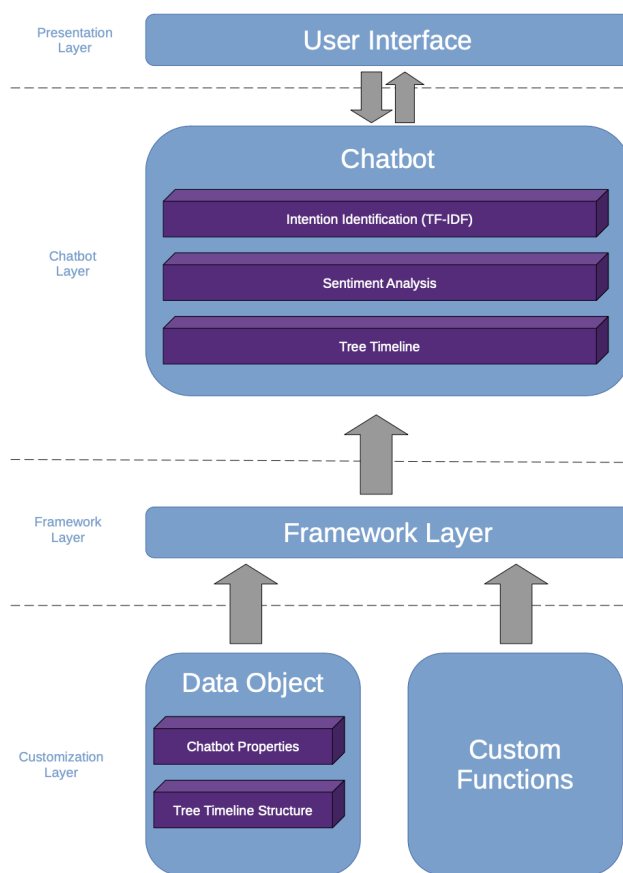 Presentation
Layer
User Interface
Chatbot
Intention Identification (TF-IDF)
Chatbot
Layer
Sentiment Analysis
Tree Timeline
Framework
Layer
Framework Layer
Data Object
Chatbot Properties
Customization
Layer
Tree Timeline Structure
Custom
Functions